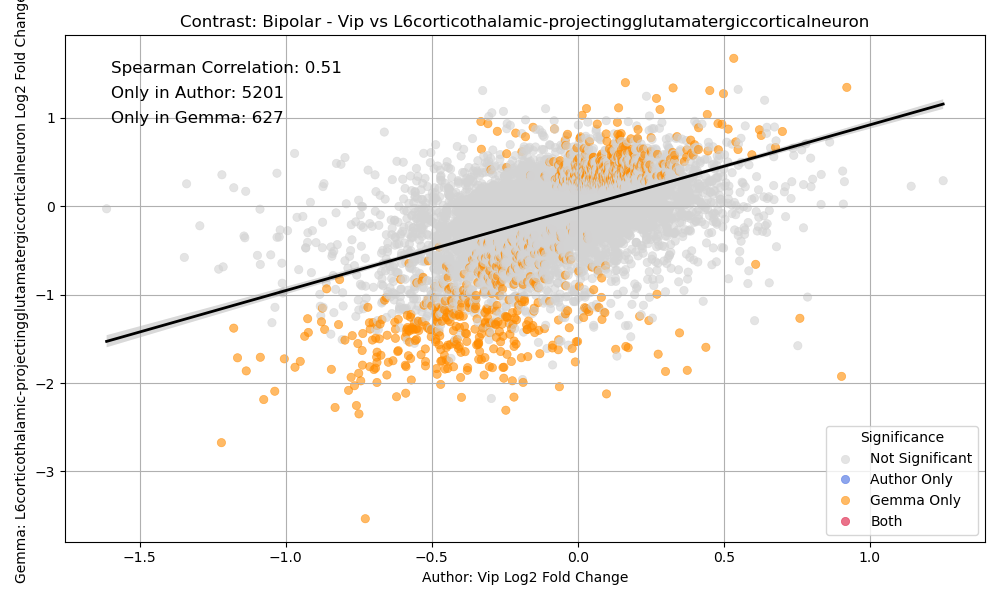 Contrast: Bipolar - Vip vs L6corticothalamic-projectingglutamatergiccorticalneuron
Spearman Correlation: 0.51
Only in Author: 5201
Only in Gemma: 627
Gemma: L6corticothalamic-projectingglutamatergiccorticalneuron Log2 Fold Change
1
0
−1
−2
−3
Significance
Not Significant
Author Only
Gemma Only
Both
−1.5
−1.0
−0.5
0.0
0.5
1.0
Author: Vip Log2 Fold Change